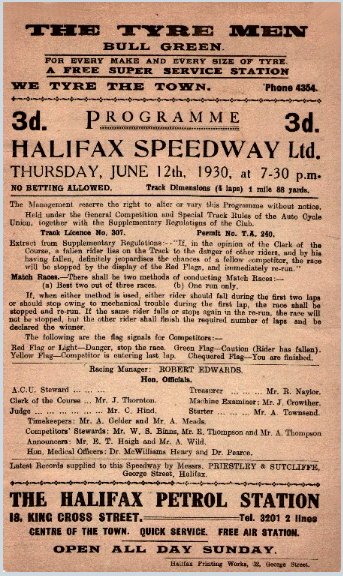 THE TYRE MEN
BULL GREEN.
FOR EVERY MAKE AND EVERY SIZE OF TYRE.
A FREE SUPER SERVICE STATION
WE TYRE THE TOWN. 'Phone 4354.
3d. PROGRAMME 3d.
HALIFAX SPEEDWAY Ltd.
THURSDAY, JUNE 12th, 1930, at 7-30 p.m.
NO BETTING ALLOWED. Track Dimensions (4 laps) 1 mile 88 yards.
The Management reserve the right to alter or vary this Programme without notice.
Held under the General Competition and Special Track Rules of the Auto Cycle
Union, together with the Supplementary Regulations of the Club.
Track Licence No. 307. Permit No. T.A. 240.
Extract from Supplementary Regulations:—"If, in the opinion of the Clerk of
the Course, a fallen rider lies on the Track to the danger of other riders, and by his
having fallen, definitely jeopardises the chances of a fellow competitor, the race
will be stopped by the display of the Red Flags, and immediately re-run."
Match Races.—There shall be two methods of conducting Match Races:—
(a) Best two out of three races. (b) One run only.
If, when either method is used, either rider should fall during the first two laps
or should stop owing to mechanical trouble during the first lap, the race shall be
stopped and re-run. If the same rider falls or stops again in the re-run, the race will
not be stopped, but the other rider shall finish the required number of laps and be
declared the winner.
The following are the flag signals for Competitors:—
Red Flag or Light—Danger, stop the race. Green Flag—Caution (Rider has fallen).
Yellow Flag—Competitor is entering last lap. Chequered Flag—You are finished.
Racing Manager: ROBERT EDWARDS.
Hon. Officials.
A.C.U. Steward ... ... ... Treasurer ... ... ... Mr. R. Naylor.
Clerk of the Course ... Mr. J. Thornton. Machine Examiner: Mr. J. Crowther.
Judge ... ... ... ... ... Mr. C. Hind. Starter ... ... ... Mr. A. Townsend.
Timekeepers: Mr. A. Gelder and Mr. A. Meads.
Competitors' Stewards: Mr. W. S. Binns, Mr. E. Thompson and Mr. A. Thompson
Announcers: Mr. E. T. Haigh and Mr. A. Wild.
Hon. Medical Officers: Dr. McWilliams Henry and Dr. Pearce.
Latest Records supplied to this Speedway by Messrs. PRIESTLEY & SUTCLIFFE,
George Street, Halifax.
THE HALIFAX PETROL STATION
18, KING CROSS STREET. Tel. 3201 2 lines
CENTRE OF THE TOWN. QUICK SERVICE. FREE AIR STATION.
OPEN ALL DAY SUNDAY.
Halifax Printing Works, 32, George Street.